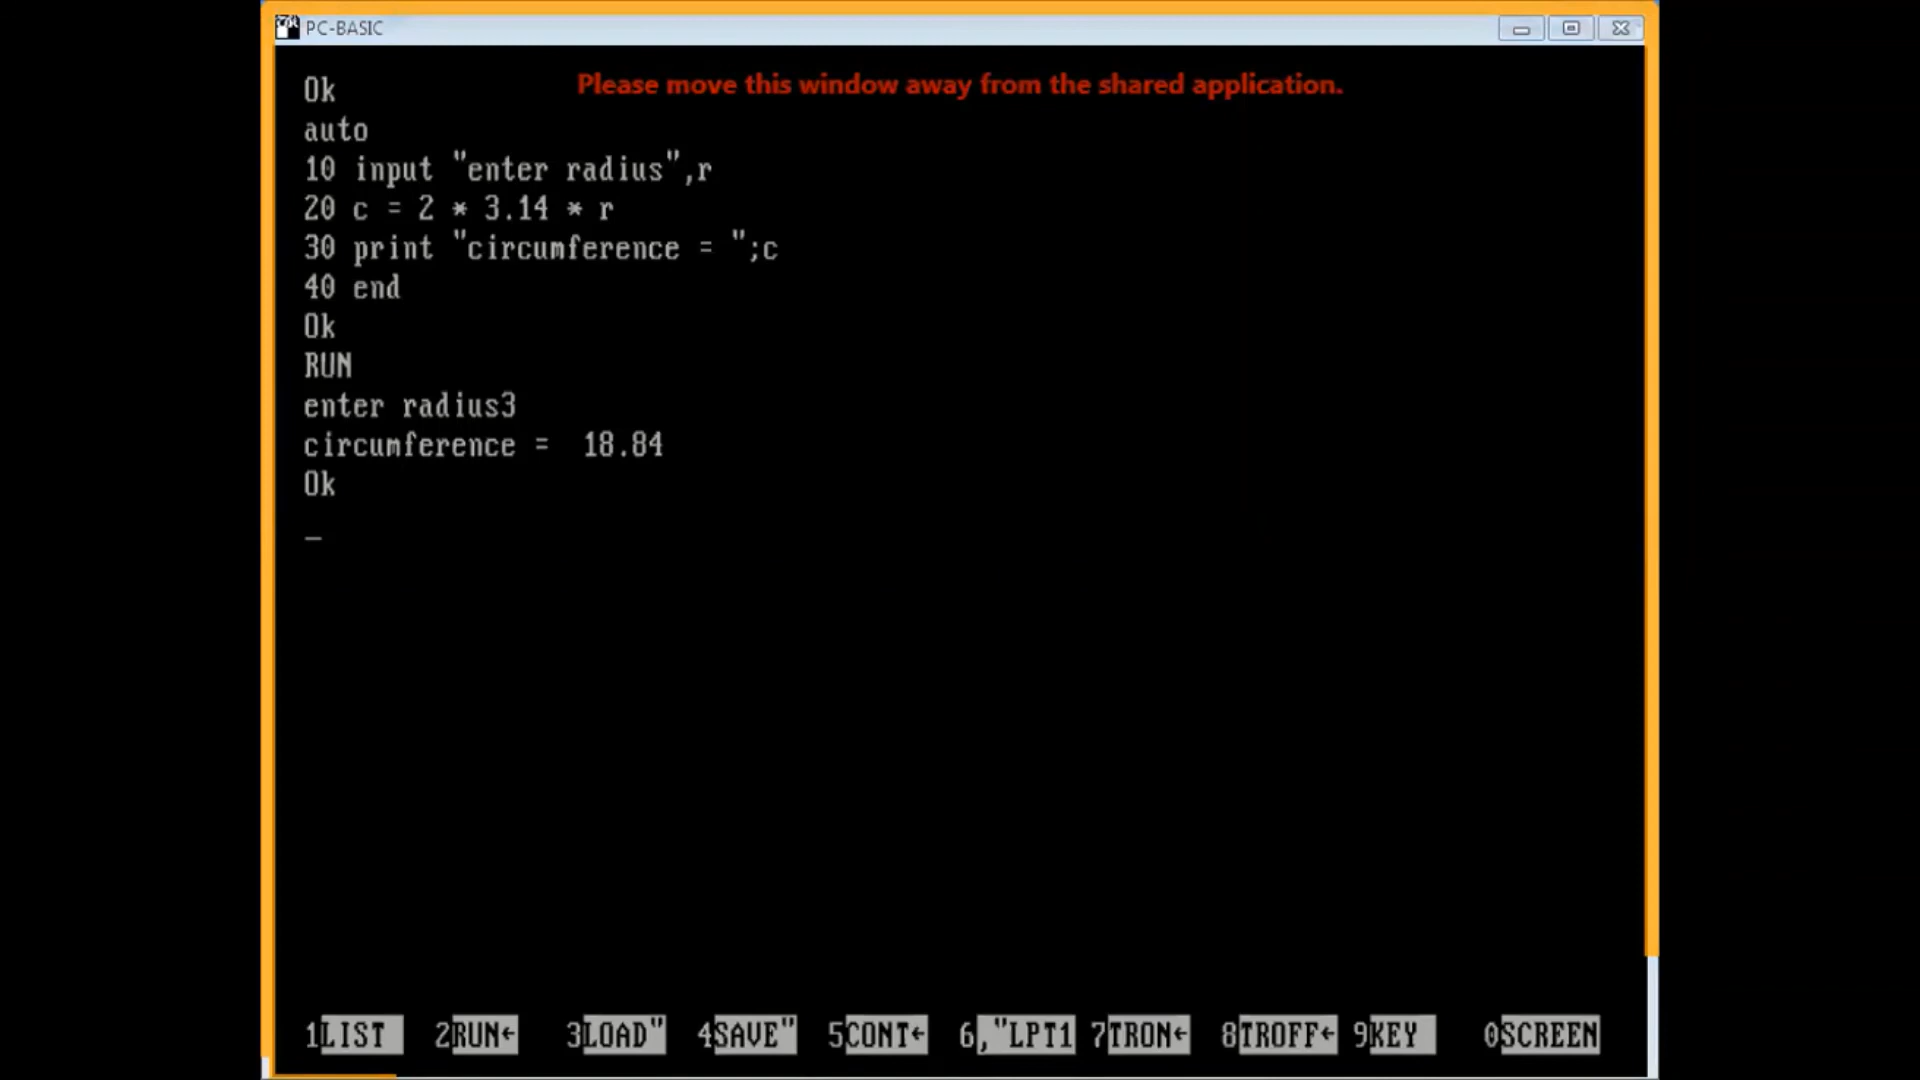 PC-BASIC
Please move this window away from the shared application.
Ok
auto
10 input "enter radius",r
20 c = 2 * 3.14 * r
30 print "circumference = ";c
40 end
Ok
RUN
enter radius3
circumference =  18.84
Ok
_
1LIST 2RUN← 3LOAD" 4SAVE" 5CONT← 6,"LPT1 7TRON← 8TROFF← 9KEY 0SCREEN